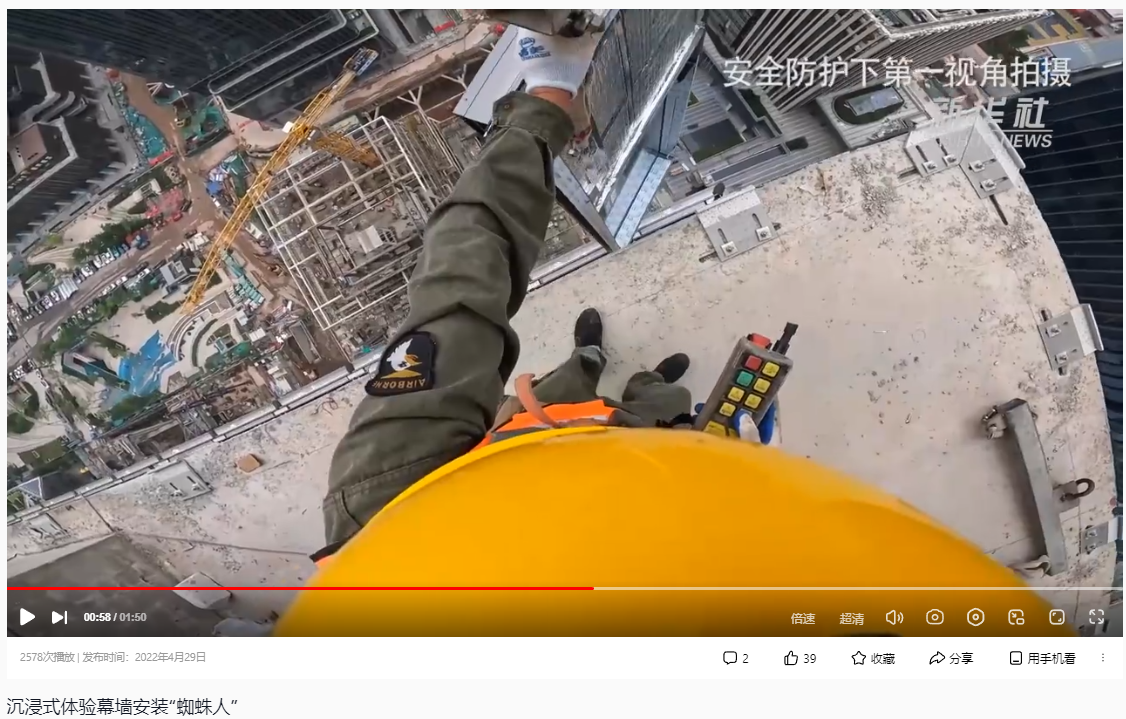 安全防护下第一视角拍摄
新华社
NEWS
AIRBORNE
00:58 / 01:50
倍速
超清
2578次播放 | 发布时间：2022年4月29日
2
39
收藏
分享
用手机看
沉浸式体验幕墙安装“蜘蛛人”